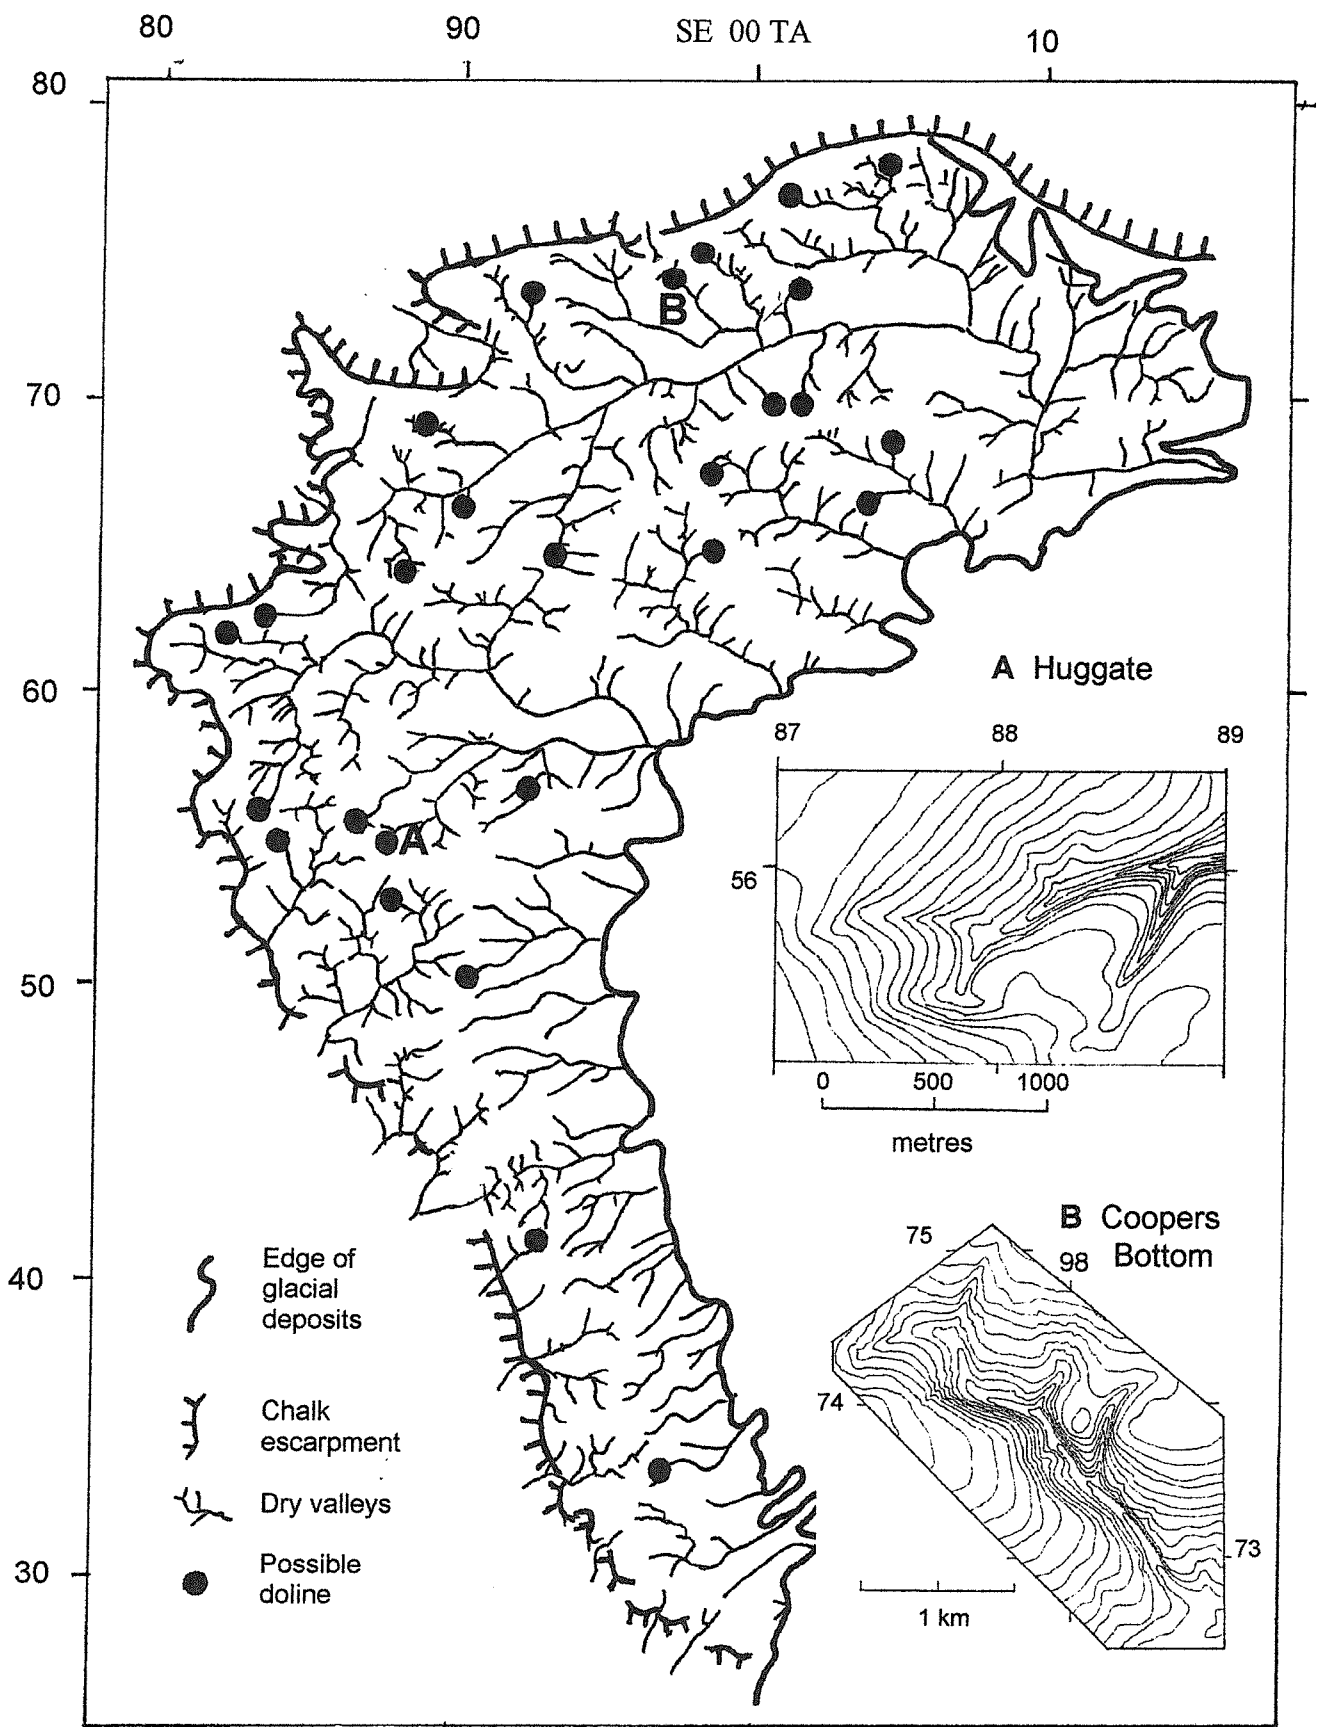 80 90 SE 00 TA 10
80
70
60
50
40
30
B
A
A Huggate
87 88 89
56
0 500 1000
metres
B Coopers
Bottom
75
98
74
73
1 km
Edge of
glacial
deposits
Chalk
escarpment
Dry valleys
Possible
doline